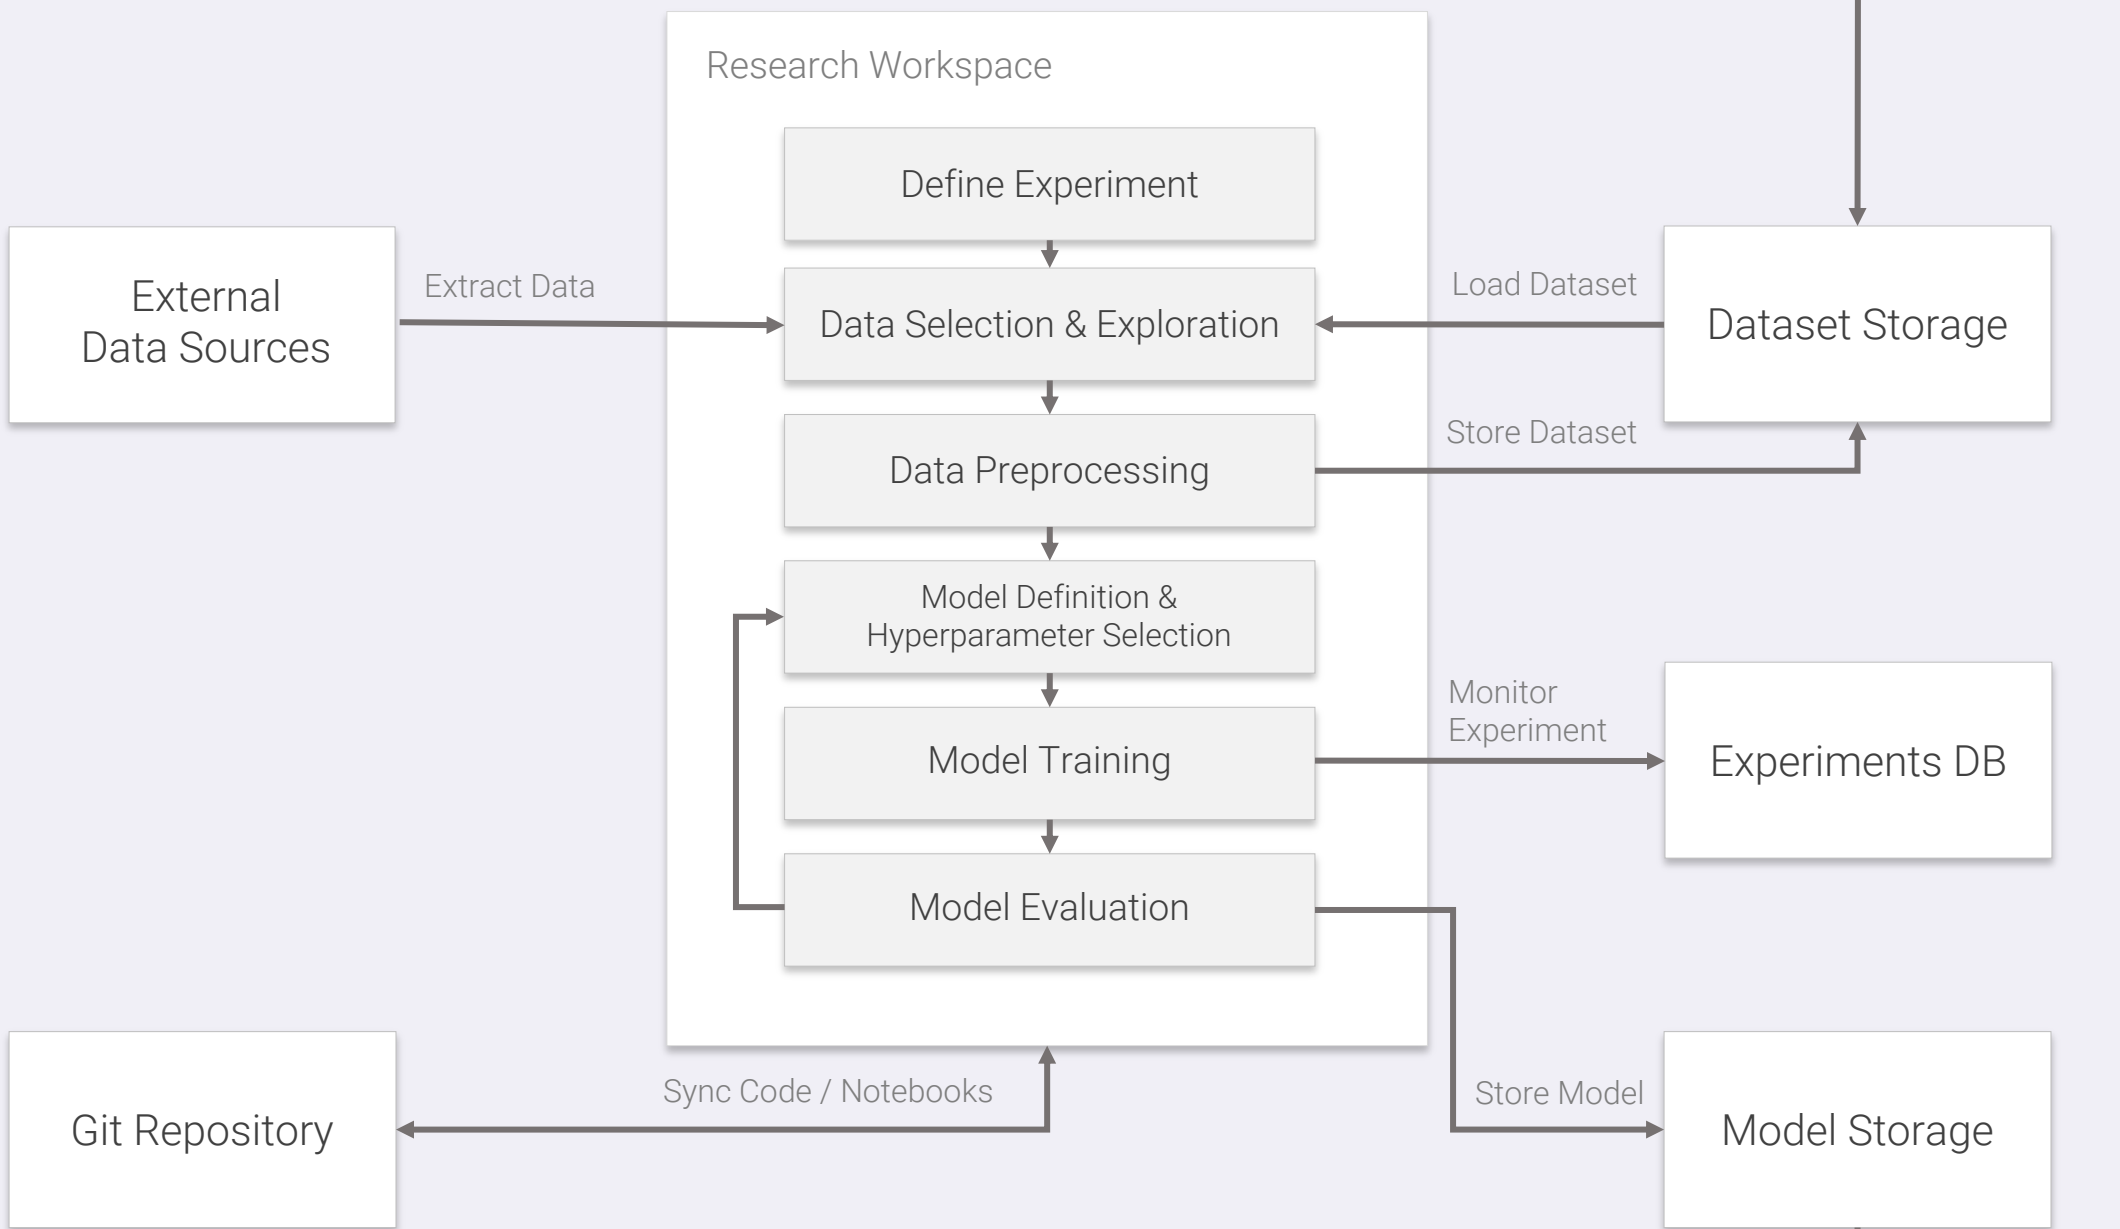 Research Workspace
Define Experiment
External
Data Sources
Extract Data
Data Selection & Exploration
Load Dataset
Dataset Storage
Data Preprocessing
Store Dataset
Model Definition &
Hyperparameter Selection
Model Training
Monitor
Experiment
Experiments DB
Model Evaluation
Git Repository
Sync Code / Notebooks
Store Model
Model Storage